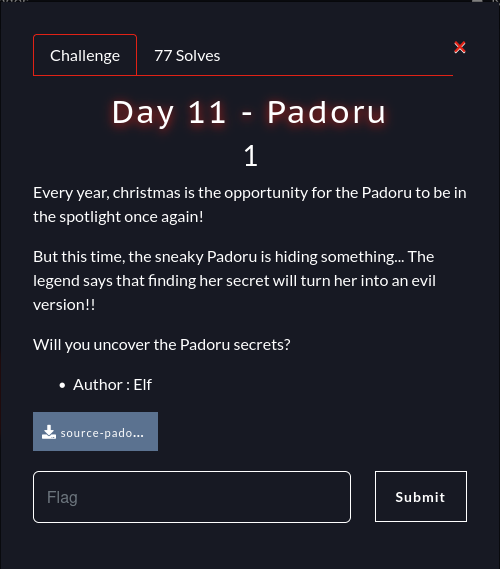 Challenge
77 Solves
Day 11 - Padoru
1
Every year, christmas is the opportunity for the Padoru to be in
the spotlight once again!
But this time, the sneaky Padoru is hiding something... The
legend says that finding her secret will turn her into an evil
version!!
Will you uncover the Padoru secrets?
• Author : Elf
source-pado...
Flag
Submit